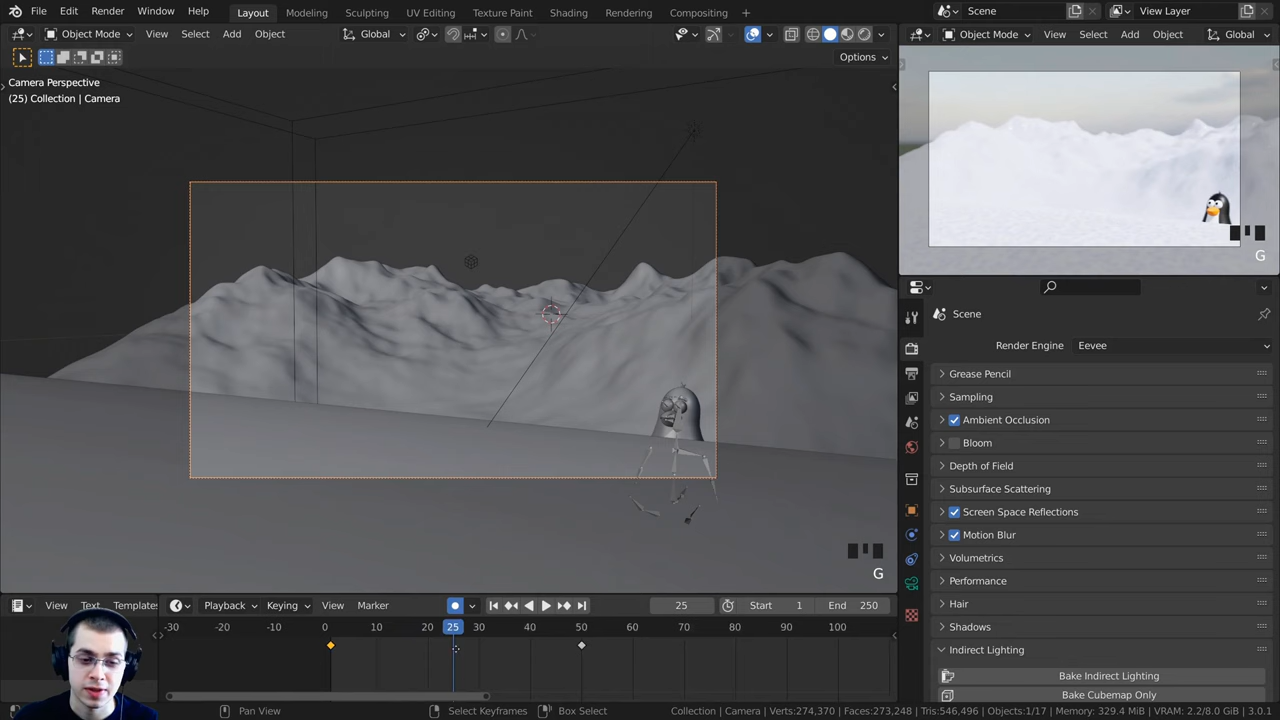 File Edit Render Window Help
Layout Modeling Sculpting UV Editing Texture Paint Shading Animation Rendering Compositing
Scene View Layer
Object Mode View Select Add Object Global
Object Mode View Select Add Object Global
Options
Camera Perspective
(25) Collection | Camera
G
G
Scene
Render Engine Eevee
Grease Pencil
Sampling
Ambient Occlusion
Bloom
Depth of Field
Subsurface Scattering
Screen Space Reflections
Motion Blur
Volumetrics
Performance
Hair
Shadows
Indirect Lighting
Bake Indirect Lighting
Bake Cubemap Only
View Text Templates
Playback Keying View Marker
25 Start 1 End 250
-30 -20 -10 0 10 20 25 30 40 50 60 70 80 90 100
Pan View Select Keyframes Box Select
Collection | Camera Verts:274,370 | Faces:273,248 | Tris:546,496 | Objects:1/17 | Memory: 329.4 MiB | VRAM: 2.2/8.0 GiB | 3.0.1